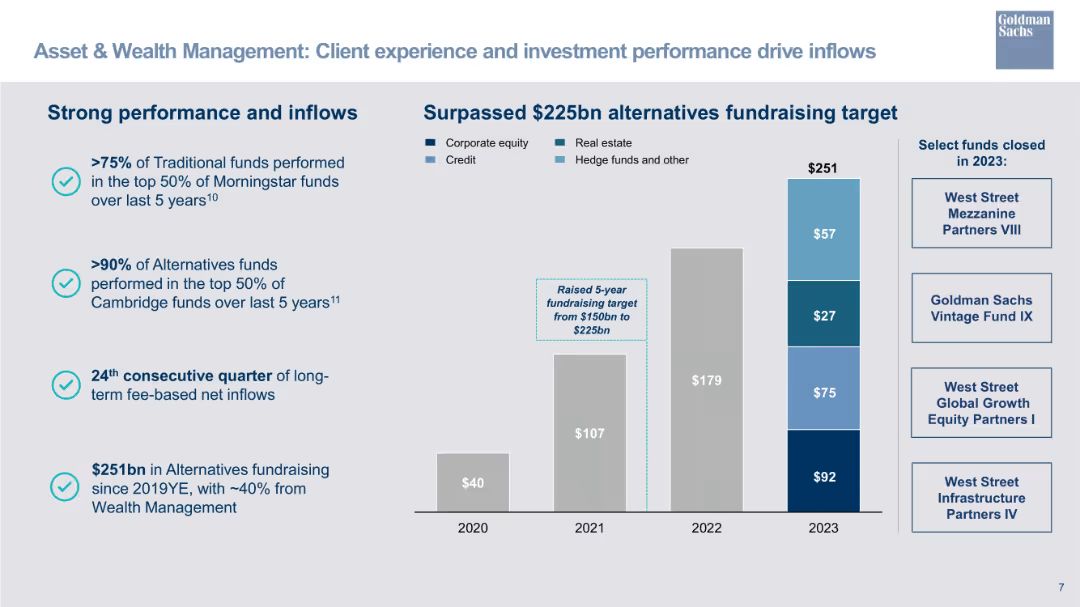 Goldman
Sachs
Asset & Wealth Management: Client experience and investment performance drive inflows
Strong performance and inflows
>75% of Traditional funds performed
in the top 50% of Morningstar funds
over last 5 years10
>90% of Alternatives funds
performed in the top 50% of
Cambridge funds over last 5 years11
24th consecutive quarter of long-
term fee-based net inflows
$251bn in Alternatives fundraising
since 2019YE, with ~40% from
Wealth Management
Surpassed $225bn alternatives fundraising target
Corporate equity
Real estate
Credit
Hedge funds and other
$251
$57
$27
$75
$92
$179
Raised 5-year
fundraising target
from $150bn to
$225bn
$107
$40
2020
2021
2022
2023
Select funds closed
in 2023:
West Street
Mezzanine
Partners VIII
Goldman Sachs
Vintage Fund IX
West Street
Global Growth
Equity Partners I
West Street
Infrastructure
Partners IV
7